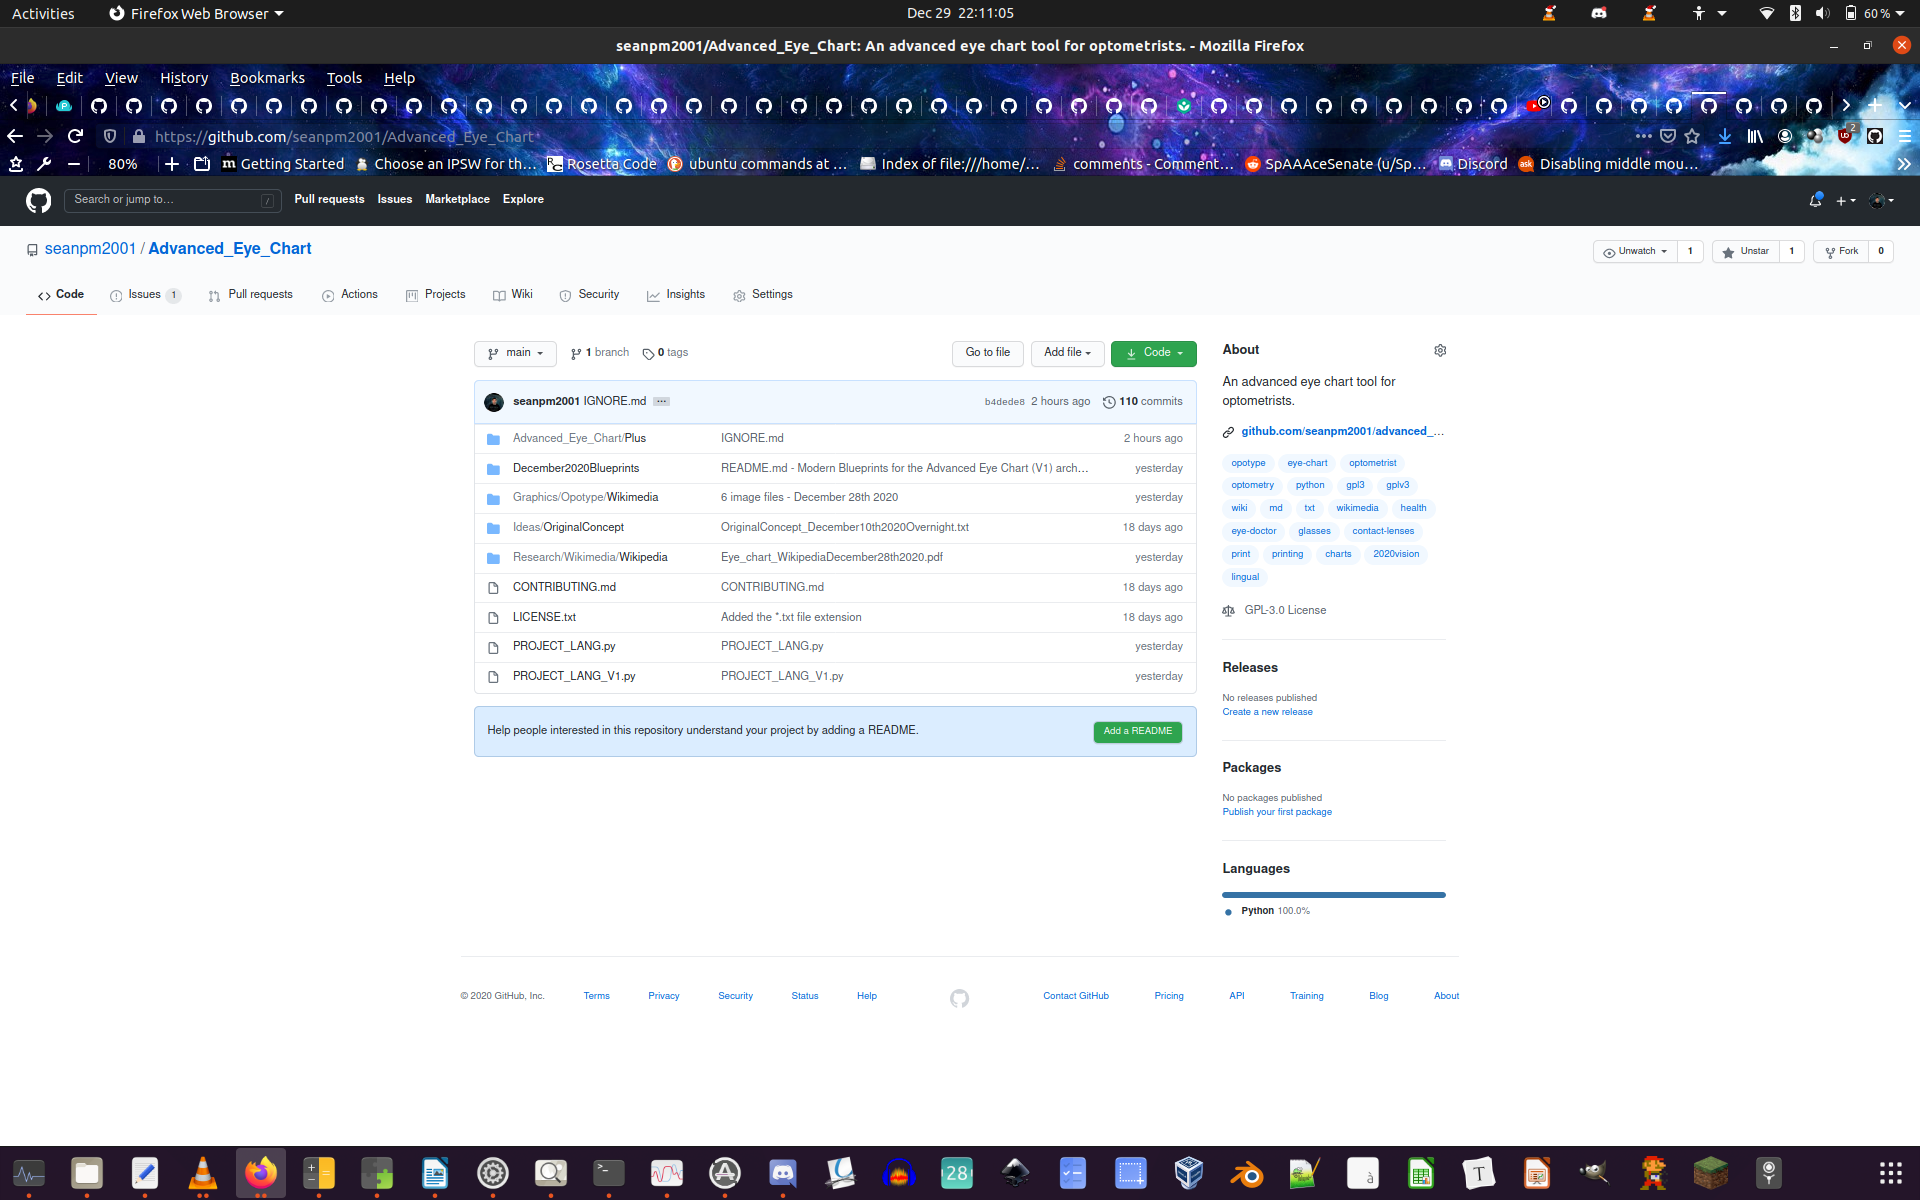 Activities Firefox Web Browser Dec 29 22:11:05 60 %
seanpm2001/Advanced_Eye_Chart: An advanced eye chart tool for optometrists. - Mozilla Firefox
File Edit View History Bookmarks Tools Help
https://github.com/seanpm2001/Advanced_Eye_Chart 2
80% Getting Started Choose an IPSW for th… Rosetta Code ubuntu commands at … Index of file:///home/… comments - Comment… SpAAAceSenate (u/Sp… Discord Disabling middle mou…
Search or jump to… / Pull requests Issues Marketplace Explore
seanpm2001 / Advanced_Eye_Chart Unwatch 1 Unstar 1 Fork 0
Code Issues 1 Pull requests Actions Projects Wiki Security Insights Settings
main 1 branch 0 tags Go to file Add file Code
seanpm2001 IGNORE.md ... b4dede8 2 hours ago 110 commits
Advanced_Eye_Chart/Plus IGNORE.md 2 hours ago
December2020Blueprints README.md - Modern Blueprints for the Advanced Eye Chart (V1) arch… yesterday
Graphics/Opotype/Wikimedia 6 image files - December 28th 2020 yesterday
Ideas/OriginalConcept OriginalConcept_December10th2020Overnight.txt 18 days ago
Research/Wikimedia/Wikipedia Eye_chart_WikipediaDecember28th2020.pdf yesterday
CONTRIBUTING.md CONTRIBUTING.md 18 days ago
LICENSE.txt Added the *.txt file extension 18 days ago
PROJECT_LANG.py PROJECT_LANG.py yesterday
PROJECT_LANG_V1.py PROJECT_LANG_V1.py yesterday
Help people interested in this repository understand your project by adding a README. Add a README
About
An advanced eye chart tool for
optometrists.
github.com/seanpm2001/advanced_…
opotype eye-chart optometrist
optometry python gpl3 gplv3
wiki md txt wikimedia health
eye-doctor glasses contact-lenses
print printing charts 2020vision
lingual
GPL-3.0 License
Releases
No releases published
Create a new release
Packages
No packages published
Publish your first package
Languages
Python 100.0%
© 2020 GitHub, Inc. Terms Privacy Security Status Help Contact GitHub Pricing API Training Blog About
28